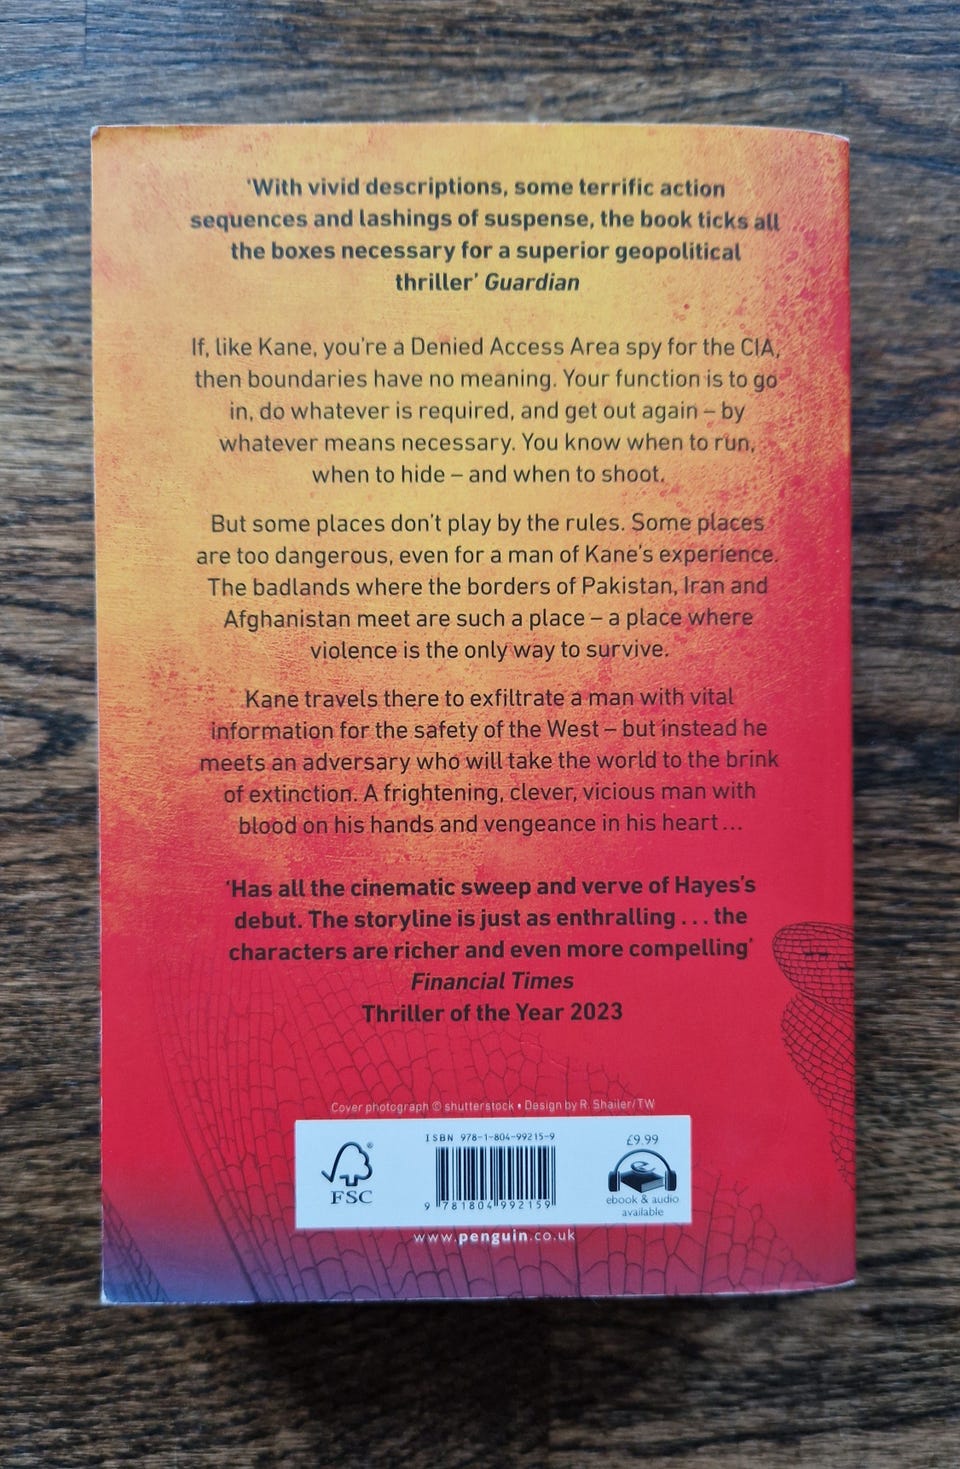 ‘With vivid descriptions, some terrific action
sequences and lashings of suspense, the book ticks all
the boxes necessary for a superior geopolitical
thriller’ Guardian
If, like Kane, you’re a Denied Access Area spy for the CIA,
then boundaries have no meaning. Your function is to go
in, do whatever is required, and get out again – by
whatever means necessary. You know when to run,
when to hide – and when to shoot.
But some places don’t play by the rules. Some places
are too dangerous, even for a man of Kane’s experience.
The badlands where the borders of Pakistan, Iran and
Afghanistan meet are such a place – a place where
violence is the only way to survive.
Kane travels there to exfiltrate a man with vital
information for the safety of the West – but instead he
meets an adversary who will take the world to the brink
of extinction. A frightening, clever, vicious man with
blood on his hands and vengeance in his heart...
‘Has all the cinematic sweep and verve of Hayes’s
debut. The storyline is just as enthralling ... the
characters are richer and even more compelling’
Financial Times
Thriller of the Year 2023
Cover photograph © shutterstock • Design by R. Shailer/TW
FSC®
ISBN 978-1-804-99215-9
9 781804 992159
£9.99
ebook & audio
available
www.penguin.co.uk